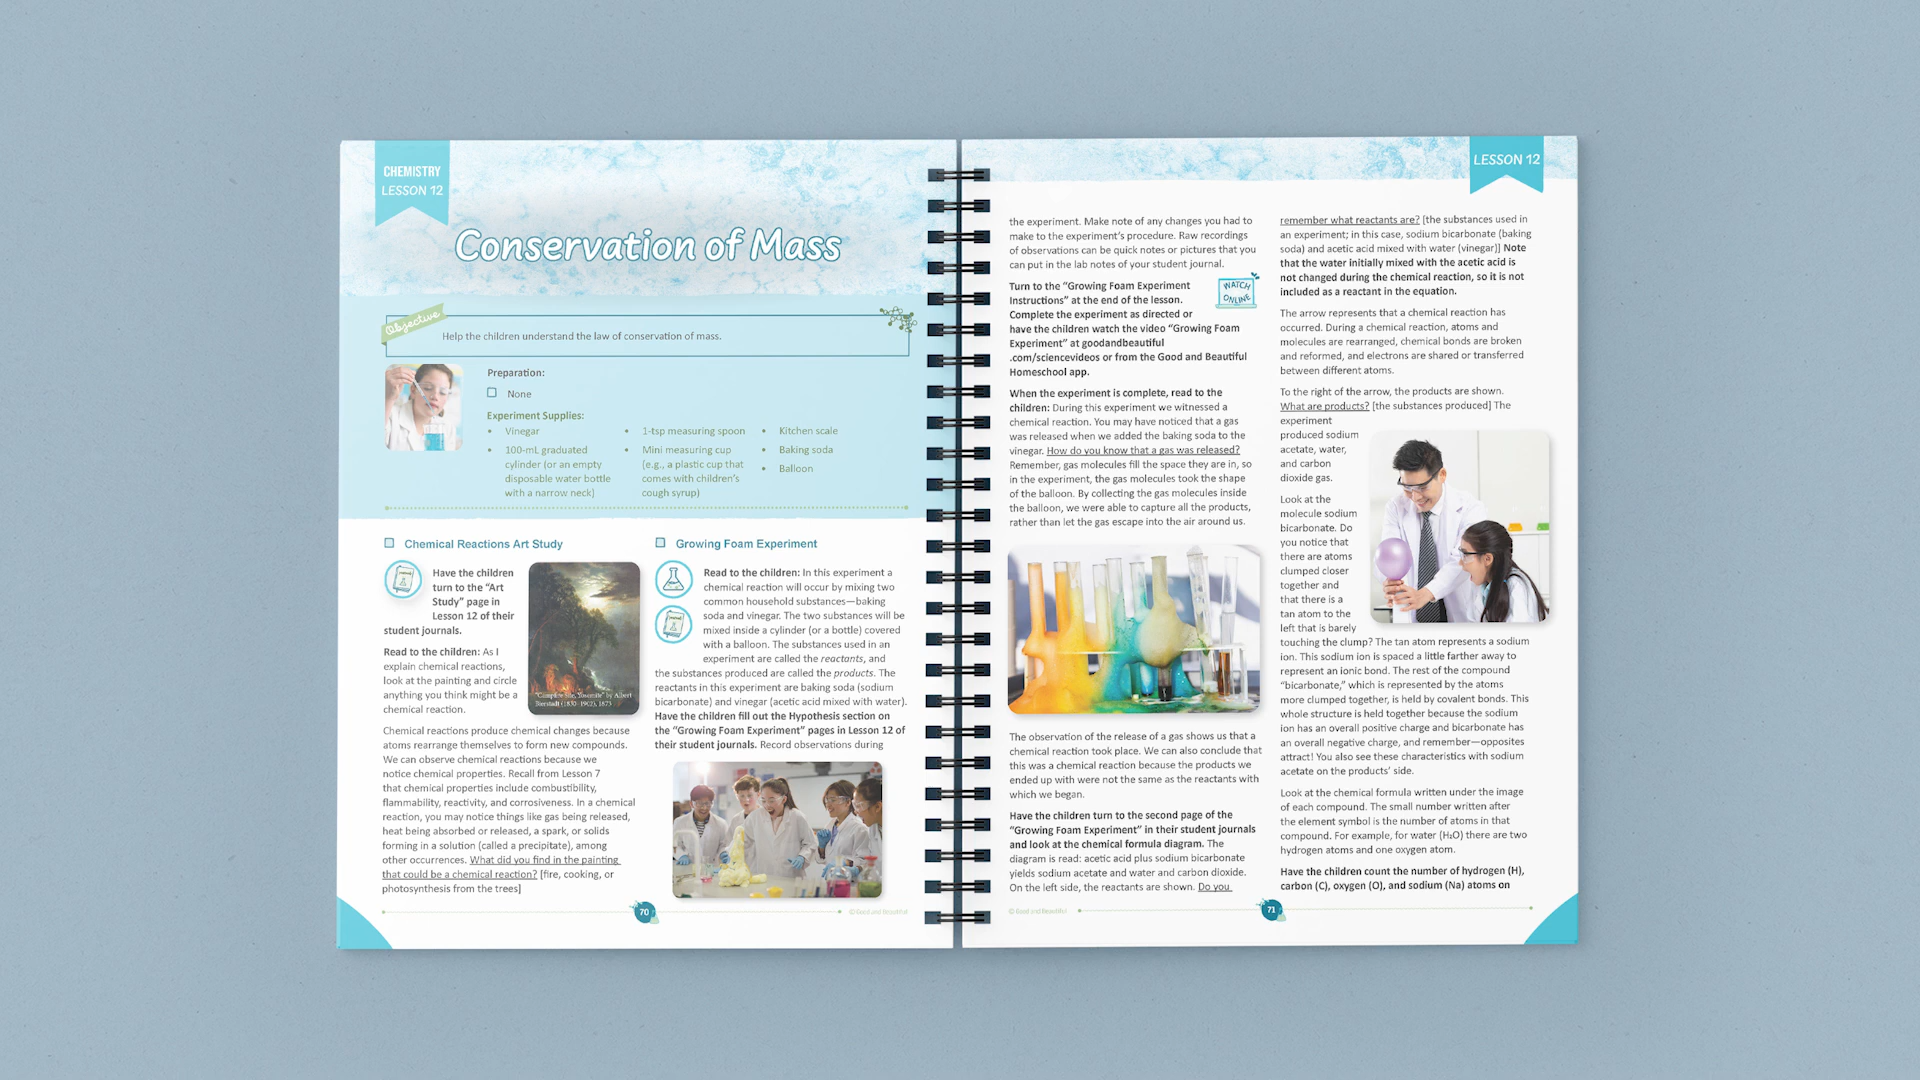 CHEMISTRY
LESSON 12
Conservation of Mass
Objective
Help the children understand the law of conservation of mass.
Preparation:
None
Experiment Supplies:
• Vinegar
• 100-mL graduated
cylinder (or an empty
disposable water bottle
with a narrow neck)
• 1-tsp measuring spoon
• Mini measuring cup
(e.g., a plastic cup that
comes with children's
cough syrup)
• Kitchen scale
• Baking soda
• Balloon
Chemical Reactions Art Study
Have the children
turn to the "Art
Study" page in
Lesson 12 of their
student journals.
Read to the children: As I
explain chemical reactions,
look at the painting and circle
anything you think might be a
chemical reaction.
"Campfire Site, Yosemite" by Albert
Bierstadt (1830–1902), 1873
Chemical reactions produce chemical changes because
atoms rearrange themselves to form new compounds.
We can observe chemical reactions because we
notice chemical properties. Recall from Lesson 7
that chemical properties include combustibility,
flammability, reactivity, and corrosiveness. In a chemical
reaction, you may notice things like gas being released,
heat being absorbed or released, a spark, or solids
forming in a solution (called a precipitate), among
other occurrences. What did you find in the painting
that could be a chemical reaction? [fire, cooking, or
photosynthesis from the trees]
Growing Foam Experiment
Read to the children: In this experiment a
chemical reaction will occur by mixing two
common household substances—baking
soda and vinegar. The two substances will be
mixed inside a cylinder (or a bottle) covered
with a balloon. The substances used in an
experiment are called the reactants, and
the substances produced are called the products. The
reactants in this experiment are baking soda (sodium
bicarbonate) and vinegar (acetic acid mixed with water).
Have the children fill out the Hypothesis section on
the "Growing Foam Experiment" pages in Lesson 12 of
their student journals. Record observations during
70
© Good and Beautiful
LESSON 12
the experiment. Make note of any changes you had to
make to the experiment's procedure. Raw recordings
of observations can be quick notes or pictures that you
can put in the lab notes of your student journal.
Turn to the "Growing Foam Experiment
Instructions" at the end of the lesson.
Complete the experiment as directed or
have the children watch the video "Growing Foam
Experiment" at goodandbeautiful
.com/sciencevideos or from the Good and Beautiful
Homeschool app.
WATCH
ONLINE
When the experiment is complete, read to the
children: During this experiment we witnessed a
chemical reaction. You may have noticed that a gas
was released when we added the baking soda to the
vinegar. How do you know that a gas was released?
Remember, gas molecules fill the space they are in, so
in the experiment, the gas molecules took the shape
of the balloon. By collecting the gas molecules inside
the balloon, we were able to capture all the products,
rather than let the gas escape into the air around us.
The observation of the release of a gas shows us that a
chemical reaction took place. We can also conclude that
this was a chemical reaction because the products we
ended up with were not the same as the reactants with
which we began.
Have the children turn to the second page of the
"Growing Foam Experiment" in their student journals
and look at the chemical formula diagram. The
diagram is read: acetic acid plus sodium bicarbonate
yields sodium acetate and water and carbon dioxide.
On the left side, the reactants are shown. Do you
remember what reactants are? [the substances used in
an experiment; in this case, sodium bicarbonate (baking
soda) and acetic acid mixed with water (vinegar)] Note
that the water initially mixed with the acetic acid is
not changed during the chemical reaction, so it is not
included as a reactant in the equation.
The arrow represents that a chemical reaction has
occurred. During a chemical reaction, atoms and
molecules are rearranged, chemical bonds are broken
and reformed, and electrons are shared or transferred
between different atoms.
To the right of the arrow, the products are shown.
What are products? [the substances produced] The
experiment
produced sodium
acetate, water,
and carbon
dioxide gas.
Look at the
molecule sodium
bicarbonate. Do
you notice that
there are atoms
clumped closer
together and
that there is a
tan atom to the
left that is barely
touching the clump? The tan atom represents a sodium
ion. This sodium ion is spaced a little farther away to
represent an ionic bond. The rest of the compound
"bicarbonate," which is represented by the atoms
more clumped together, is held by covalent bonds. This
whole structure is held together because the sodium
ion has an overall positive charge and bicarbonate has
an overall negative charge, and remember—opposites
attract! You also see these characteristics with sodium
acetate on the products' side.
Look at the chemical formula written under the image
of each compound. The small number written after
the element symbol is the number of atoms in that
compound. For example, for water (H₂O) there are two
hydrogen atoms and one oxygen atom.
Have the children count the number of hydrogen (H),
carbon (C), oxygen (O), and sodium (Na) atoms on
© Good and Beautiful
71